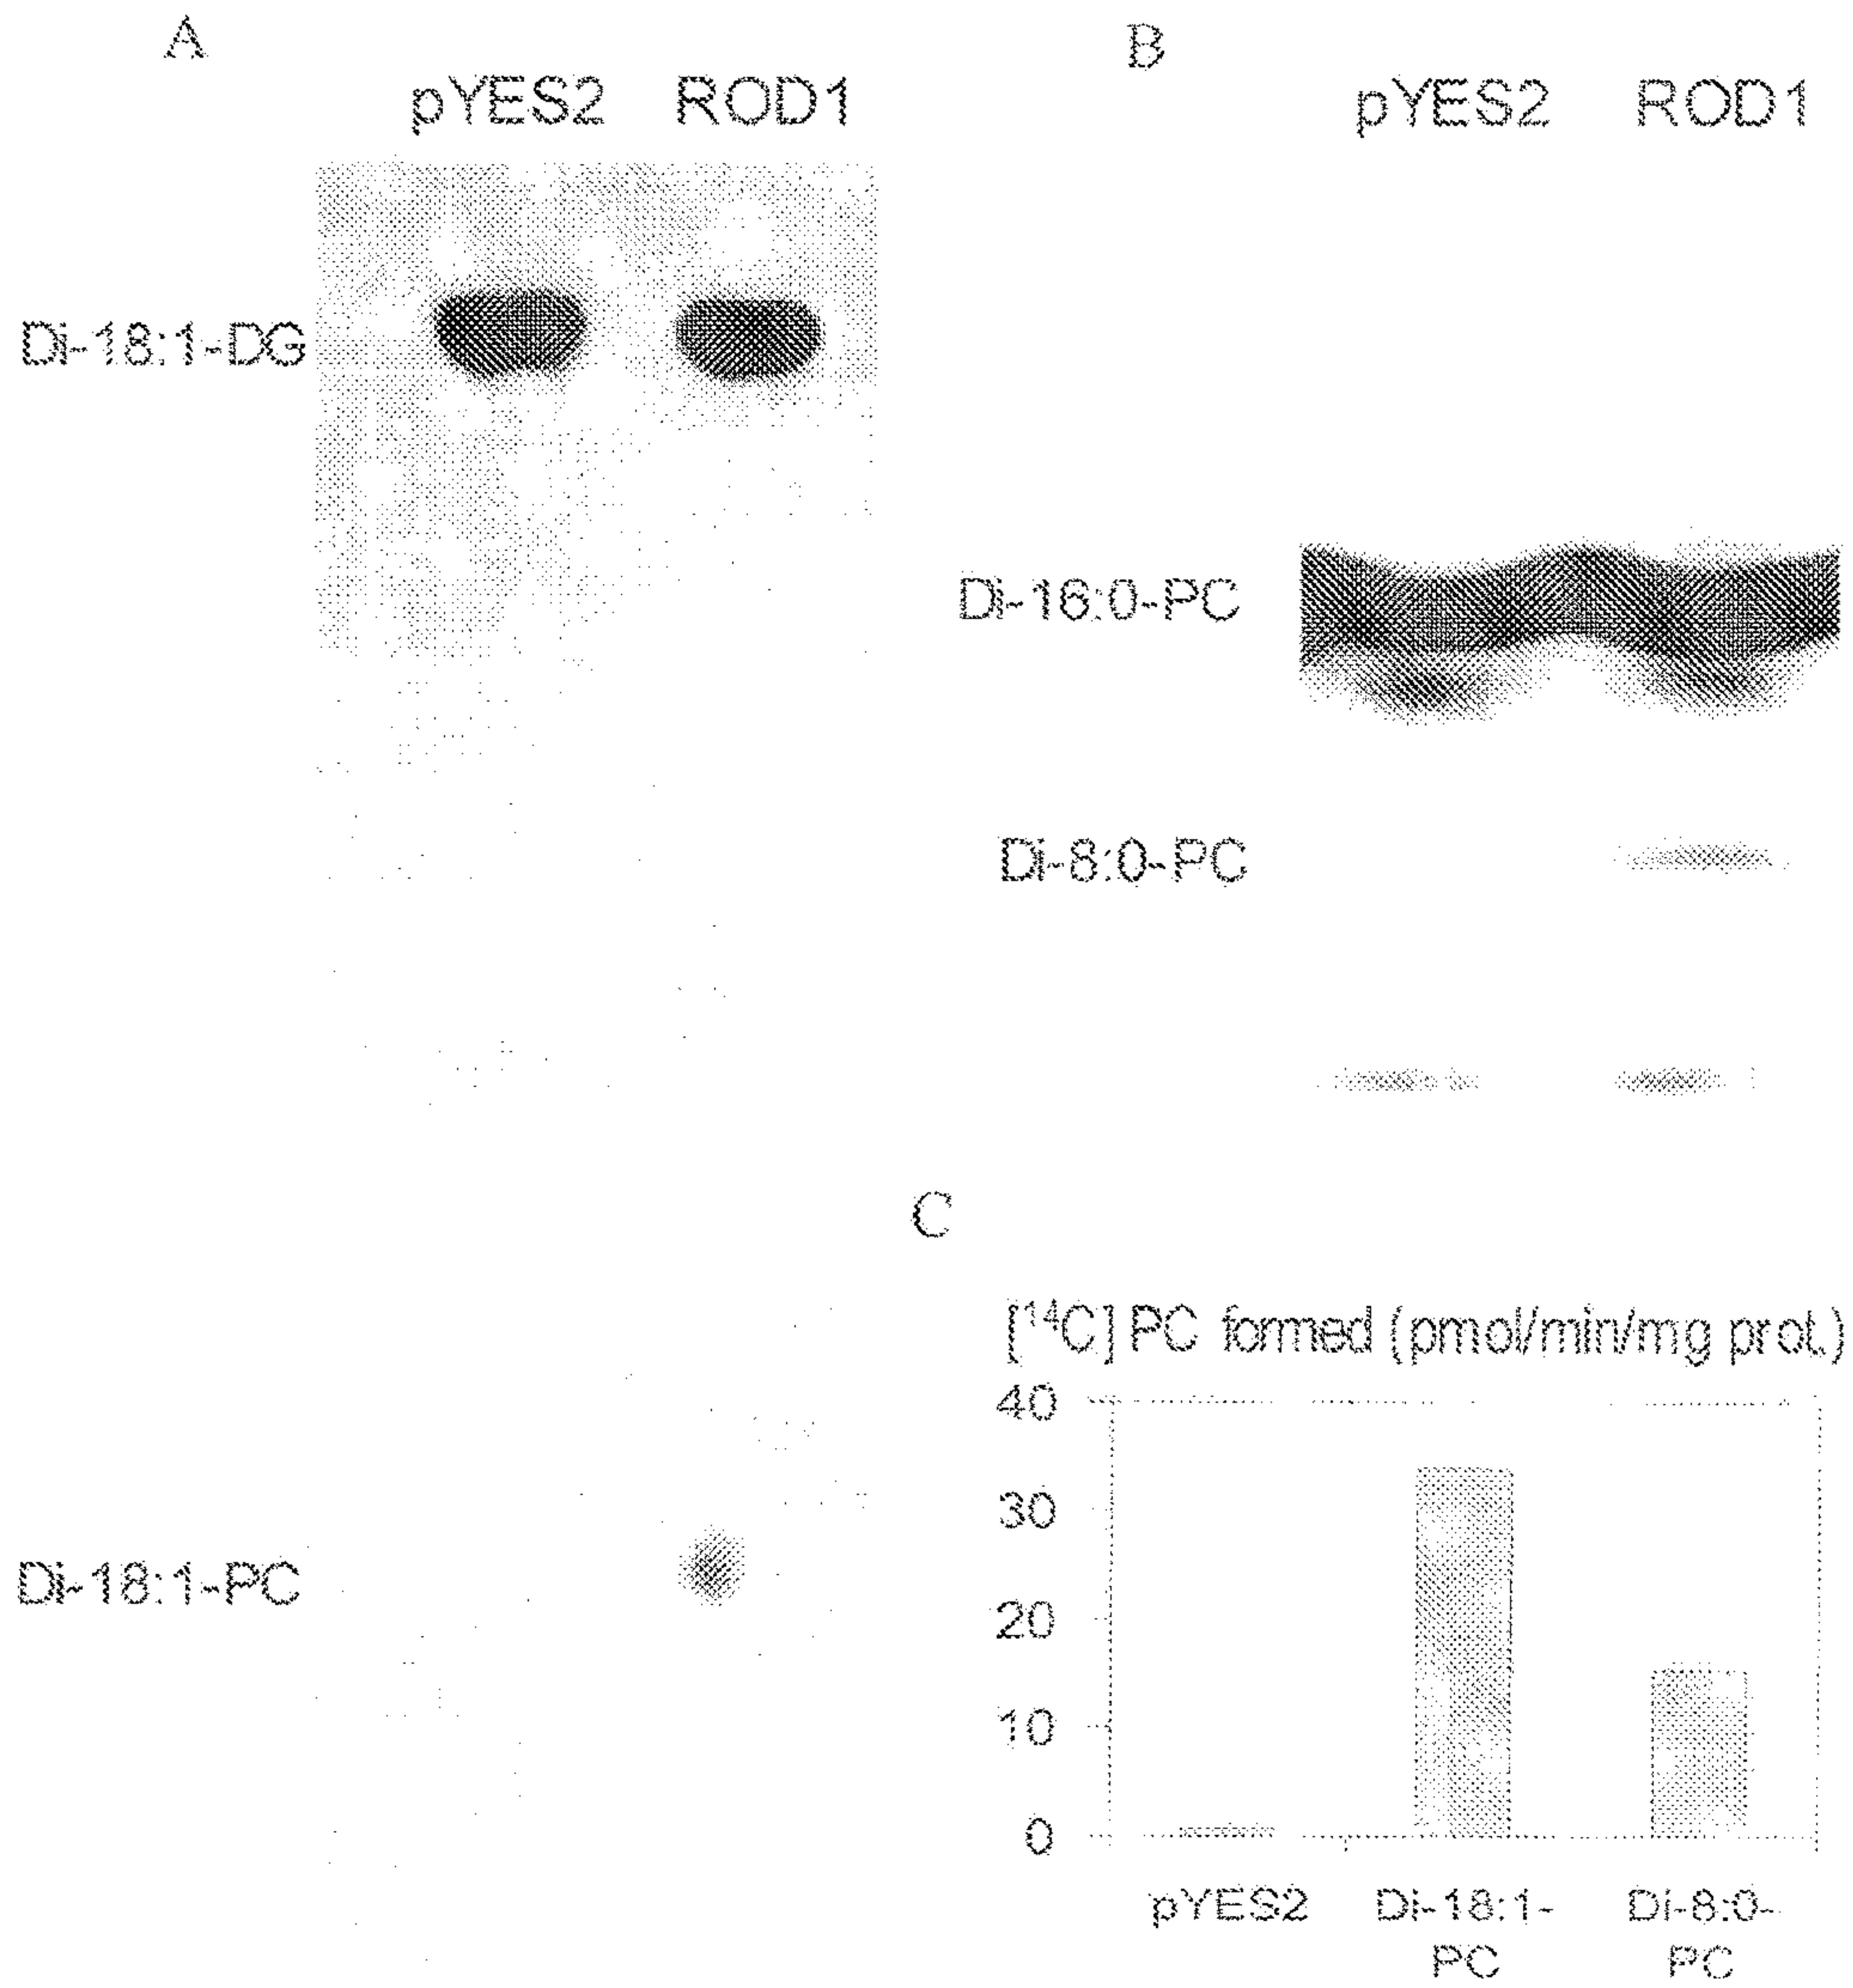 A
pYES2 ROD1
Di-18:1-DG
Di-18:1-PC
B
pYES2 ROD1
Di-16:0-PC
Di-8:0-PC
C
[¹⁴C] PC formed (pmol/min/mg prot.)
40
30
20
10
0
pYES2 Di-18:1- Di-8:0-
PC PC